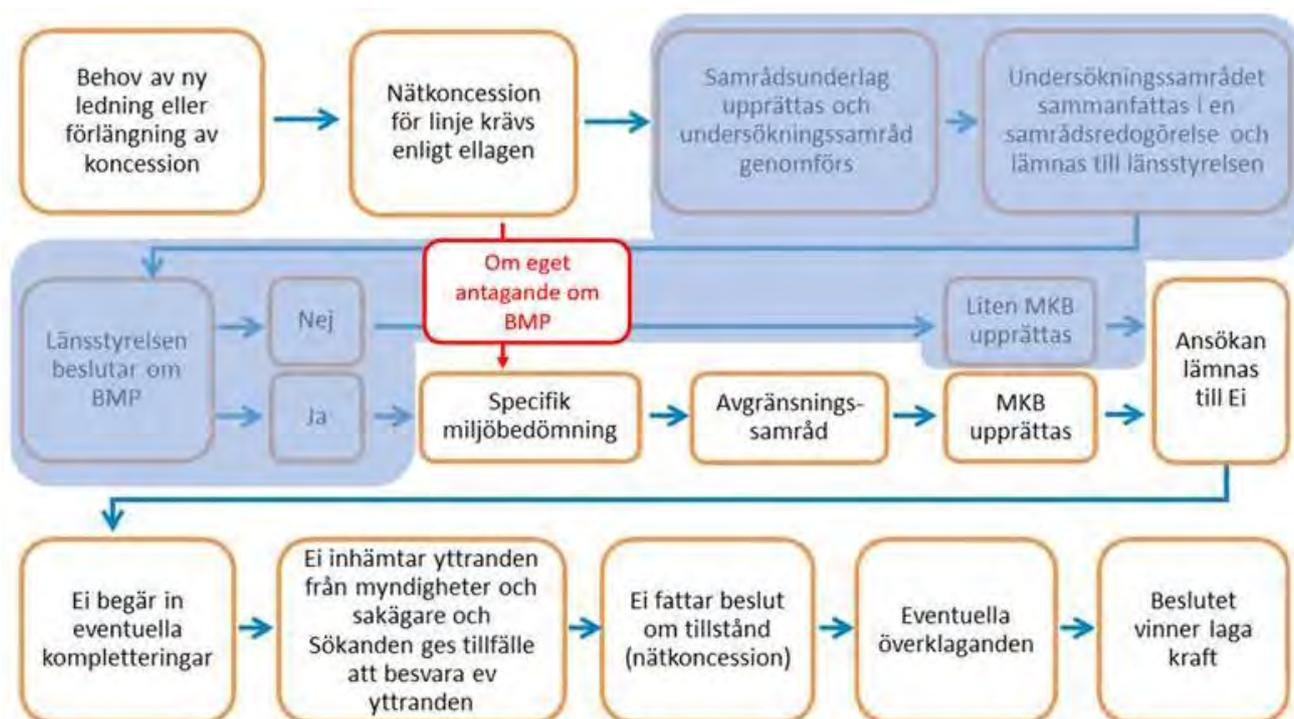 Behov av ny
ledning eller
förlängning av
koncession
Nätkoncession
för linje krävs
enligt ellagen
Samrådsunderlag
upprättas och
undersökningssamråd
genomförs
Undersökningssamrådet
sammanfattas i en
samrådsredogörelse och
lämnas till länsstyrelsen
Om eget
antagande om
BMP
Länsstyrelsen
beslutar om
BMP
Nej
Ja
Liten MKB
upprättas
Specifik
miljöbedömning
Avgränsnings-
samråd
MKB
upprättas
Ansökan
lämnas
till Ei
Ei begär in
eventuella
kompletteringar
Ei inhämtar yttranden
från myndigheter och
sakägare och
Sökanden ges tillfälle
att besvara ev
yttranden
Ei fattar beslut
om tillstånd
(nätkoncession)
Eventuella
överklaganden
Beslutet
vinner laga
kraft